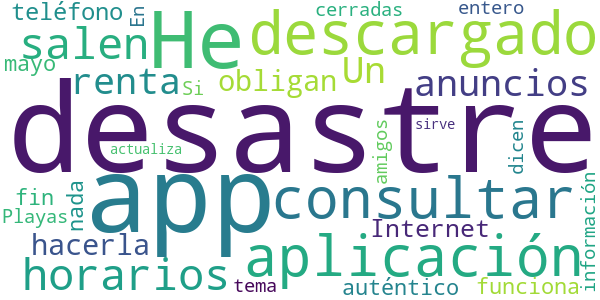 teléfono
En
cerradas
entero
salen
He
descargado
mayo
renta
Si
obligan
Un
anuncios
desastre
actualiza
amigos
sirve
dicen
app
consultar
fin
Playas
nada
Internet
información
hacerla
aplicación
horarios
tema
auténtico
funciona